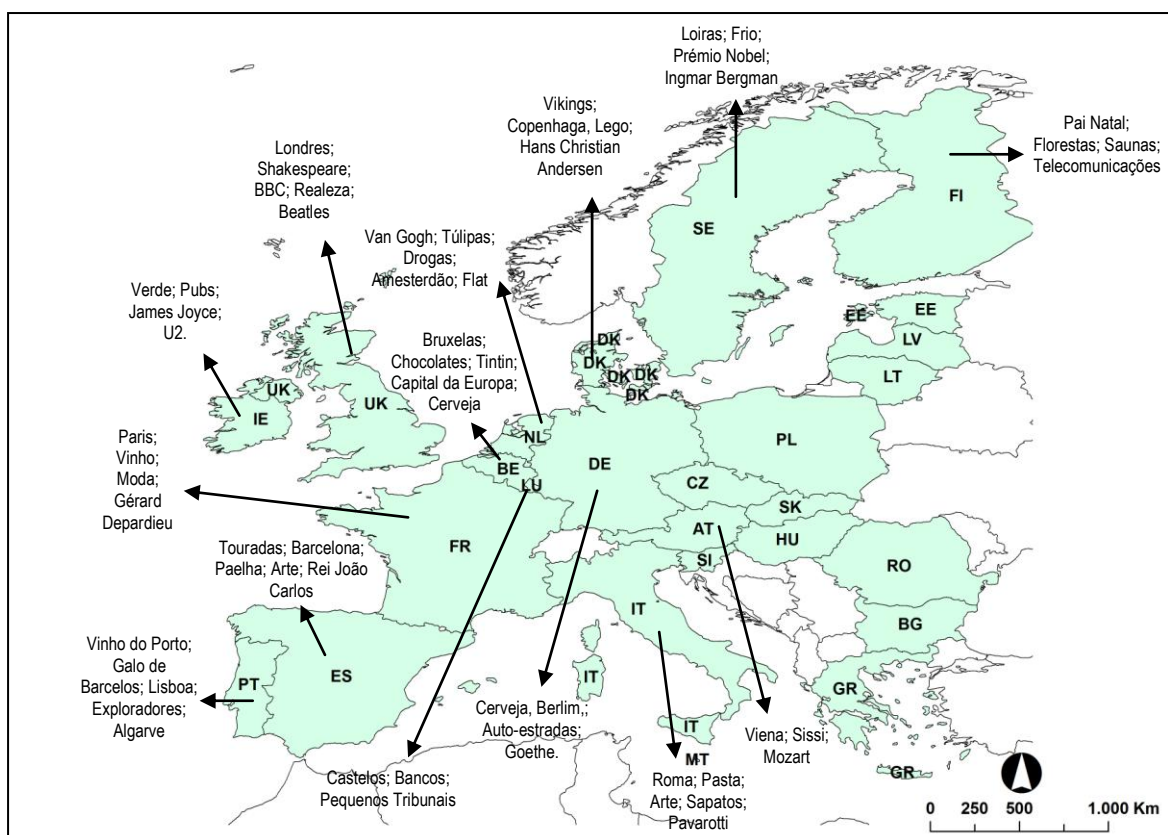 Loiras; Frio;
Prémio Nobel;
Ingmar Bergman
Vikings;
Copenhaga, Lego;
Hans Christian
Andersen
Pai Natal;
Florestas; Saunas;
Telecomunicações
Londres;
Shakespeare;
BBC; Realeza;
Beatles
Van Gogh; Túlipas;
Drogas;
Amesterdão; Flat
Verde; Pubs;
James Joyce;
U2.
Bruxelas;
Chocolates; Tintin;
Capital da Europa;
Cerveja
Paris;
Vinho;
Moda;
Gérard
Depardieu
Touradas; Barcelona;
Paelha; Arte; Rei João
Carlos
Vinho do Porto;
Galo de
Barcelos; Lisboa;
Exploradores;
Algarve
Castelos; Bancos;
Pequenos Tribunais
Cerveja, Berlim,;
Auto-estradas;
Goethe.
Roma; Pasta;
Arte; Sapatos;
Pavarotti
Viena; Sissi;
Mozart
FI
SE
EE
EE
LV
LT
DK
DK
DK
DK
DK
UK
UK
IE
NL
BE
LU
DE
PL
CZ
SK
AT
HU
SI
FR
RO
BG
IT
IT
IT
MT
PT
ES
GR
GR
0 250 500 1.000 Km